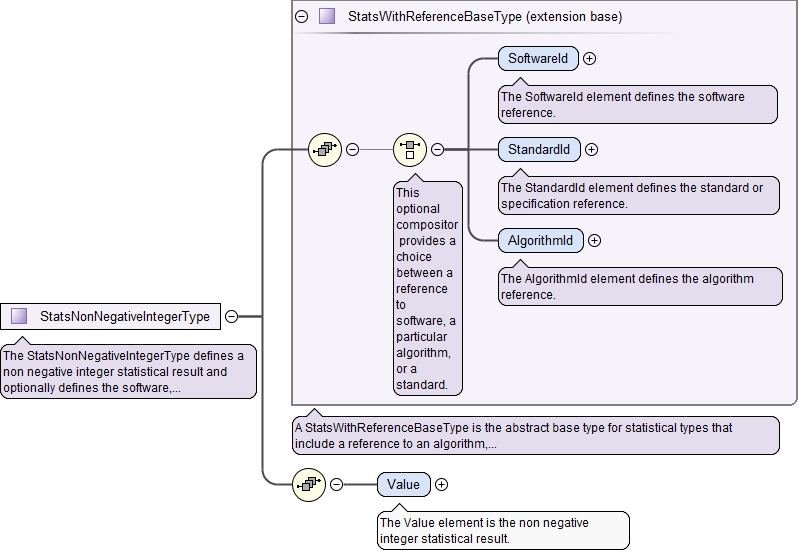 StatsWithReferenceBaseType (extension base)
SoftwareId
The SoftwareId element defines the software
reference.
StandardId
The StandardId element defines the standard or
specification reference.
This
optional
compositor
provides a
choice
between a
reference
to
software, a
particular
algorithm,
or a
standard.
AlgorithmId
The AlgorithmId element defines the algorithm
reference.
StatsNonNegativeIntegerType
The StatsNonNegativeIntegerType defines a
non negative integer statistical result and
optionally defines the software,...
A StatsWithReferenceBaseType is the abstract base type for statistical types that
include a reference to an algorithm,...
Value
The Value element is the non negative
integer statistical result.